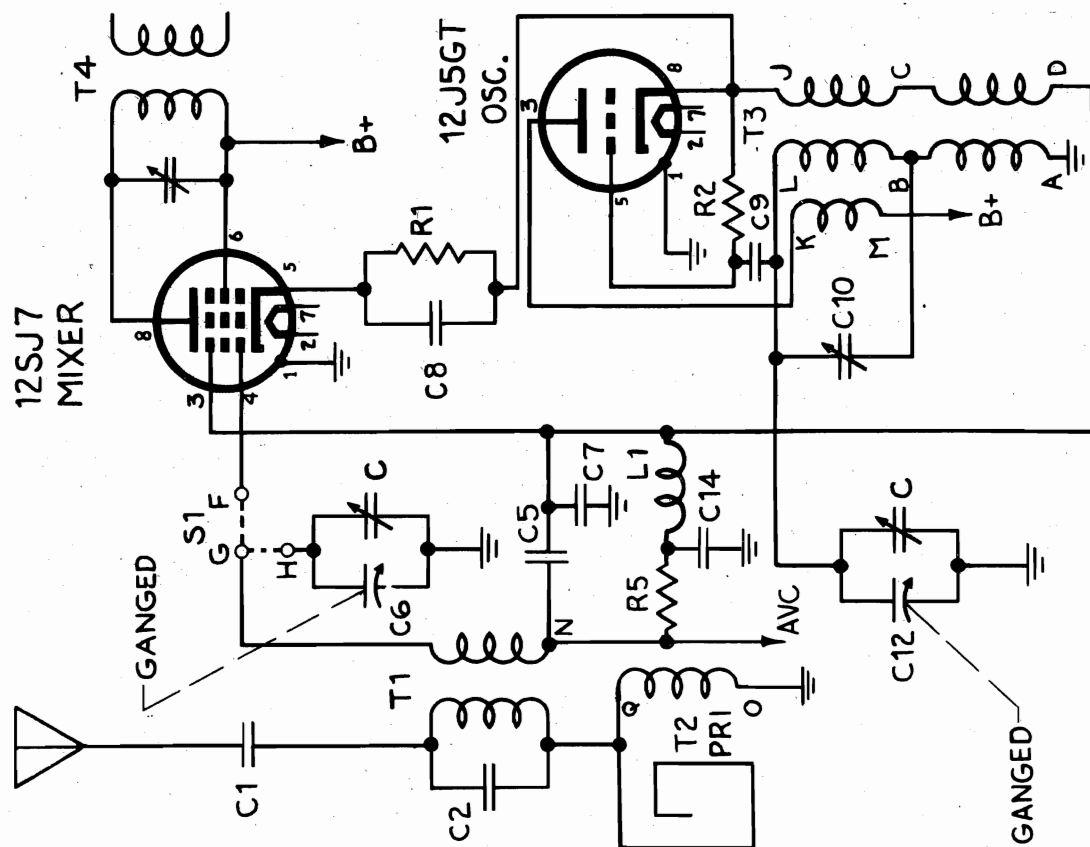 12SJ7
MIXER
T4
B+
8
6
3
4
5
1
2
7
12J5GT
OSC.
3
5
8
1
2
7
R1
C8
R2
C9
T3
J
C
D
L
B
A
K
M
B+
C10
GANGED
S1
G
F
H
C
C6
C5
C7
L1
C14
R5
N
AVC
T1
C1
C2
Q
T2
PRI
O
C12
C
GANGED